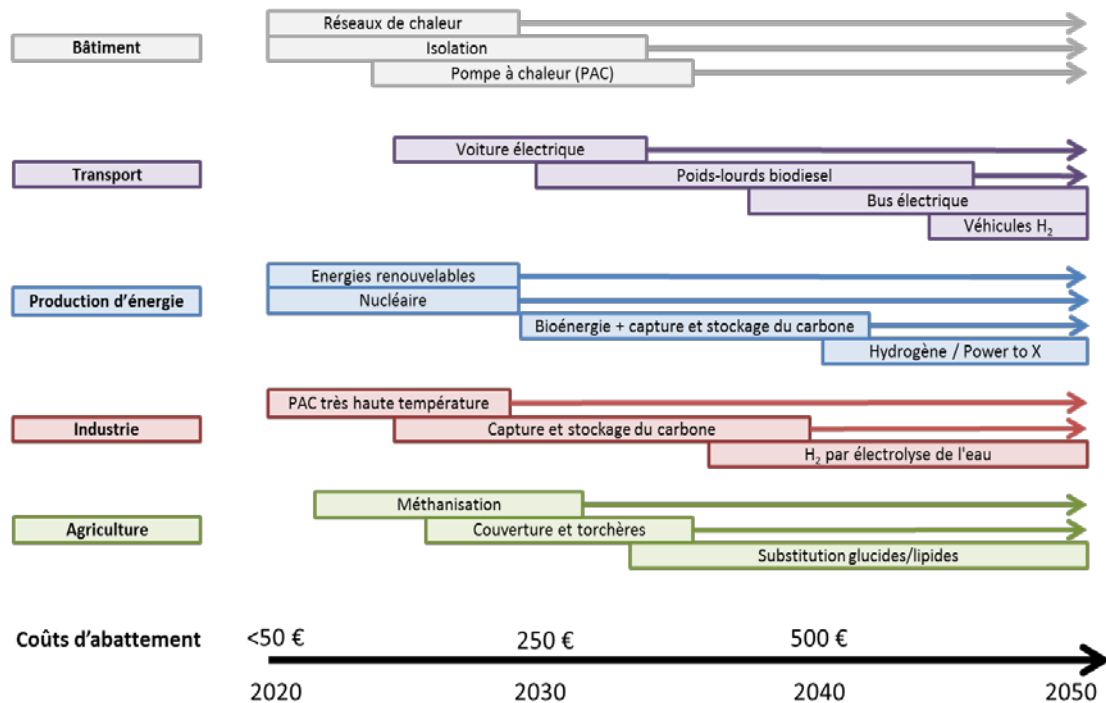 Réseaux de chaleur
Bâtiment
Isolation
Pompe à chaleur (PAC)
Voiture électrique
Transport
Poids-lourds biodiesel
Bus électrique
Véhicules H₂
Energies renouvelables
Production d'énergie
Nucléaire
Bioénergie + capture et stockage du carbone
Hydrogène / Power to X
PAC très haute température
Industrie
Capture et stockage du carbone
H₂ par électrolyse de l'eau
Méthanisation
Agriculture
Couverture et torchères
Substitution glucides/lipides
Coûts d'abattement <50 € 250 € 500 €
2020 2030 2040 2050